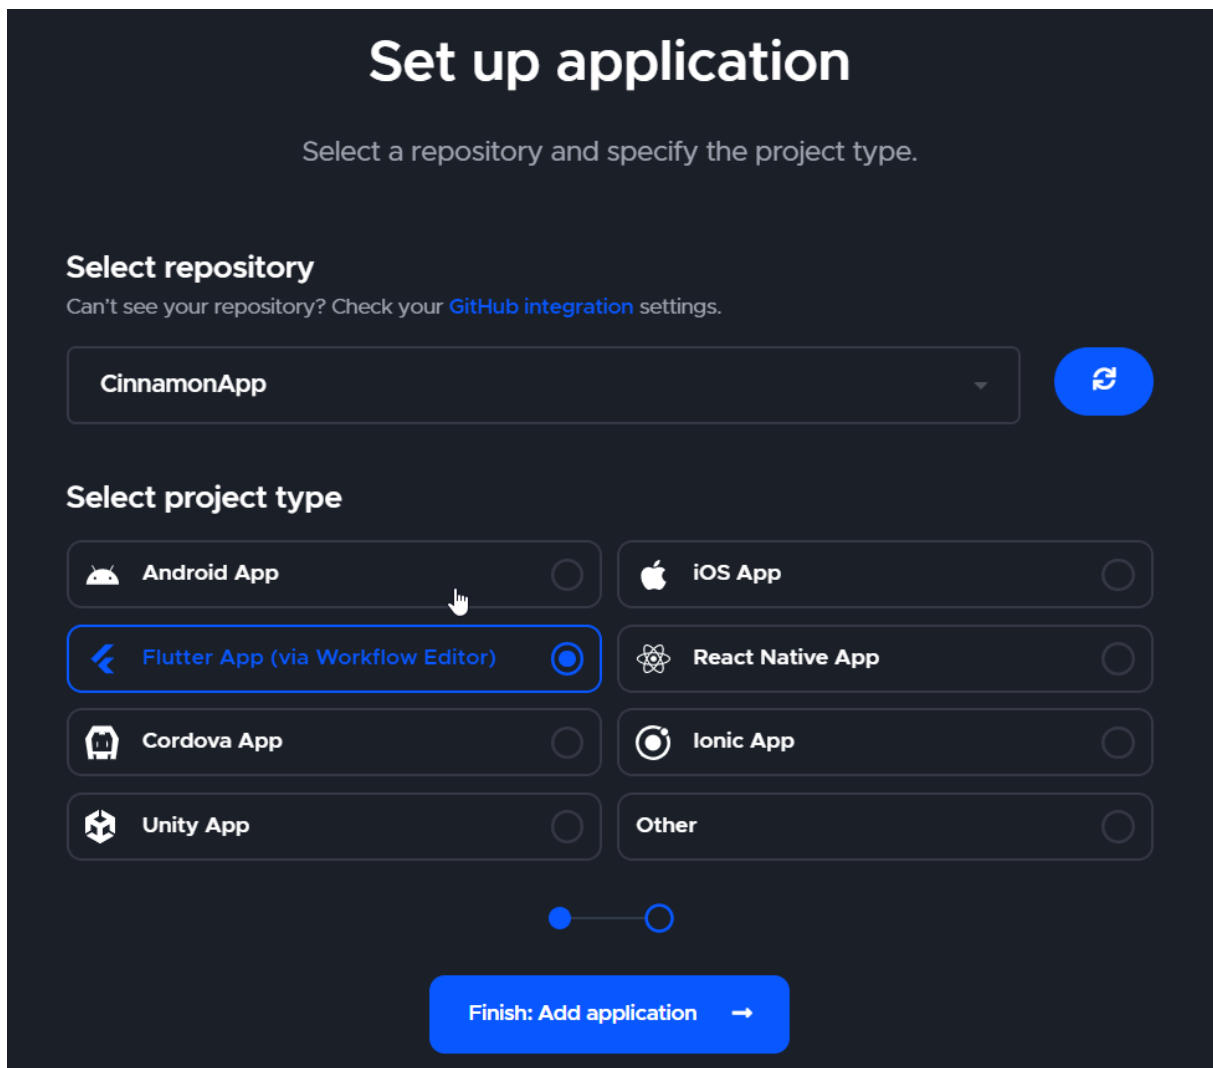 Set up application
Select a repository and specify the project type.
Select repository
Can't see your repository? Check your GitHub integration settings.
CinnamonApp
Select project type
Android App
iOS App
Flutter App (via Workflow Editor)
React Native App
Cordova App
Ionic App
Unity App
Other
Finish: Add application →